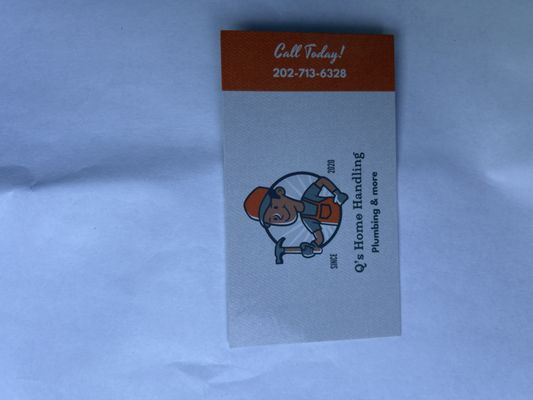 Call Today!
202-713-6328
SINCE 2020
Q's Home Handling
Plumbing & more